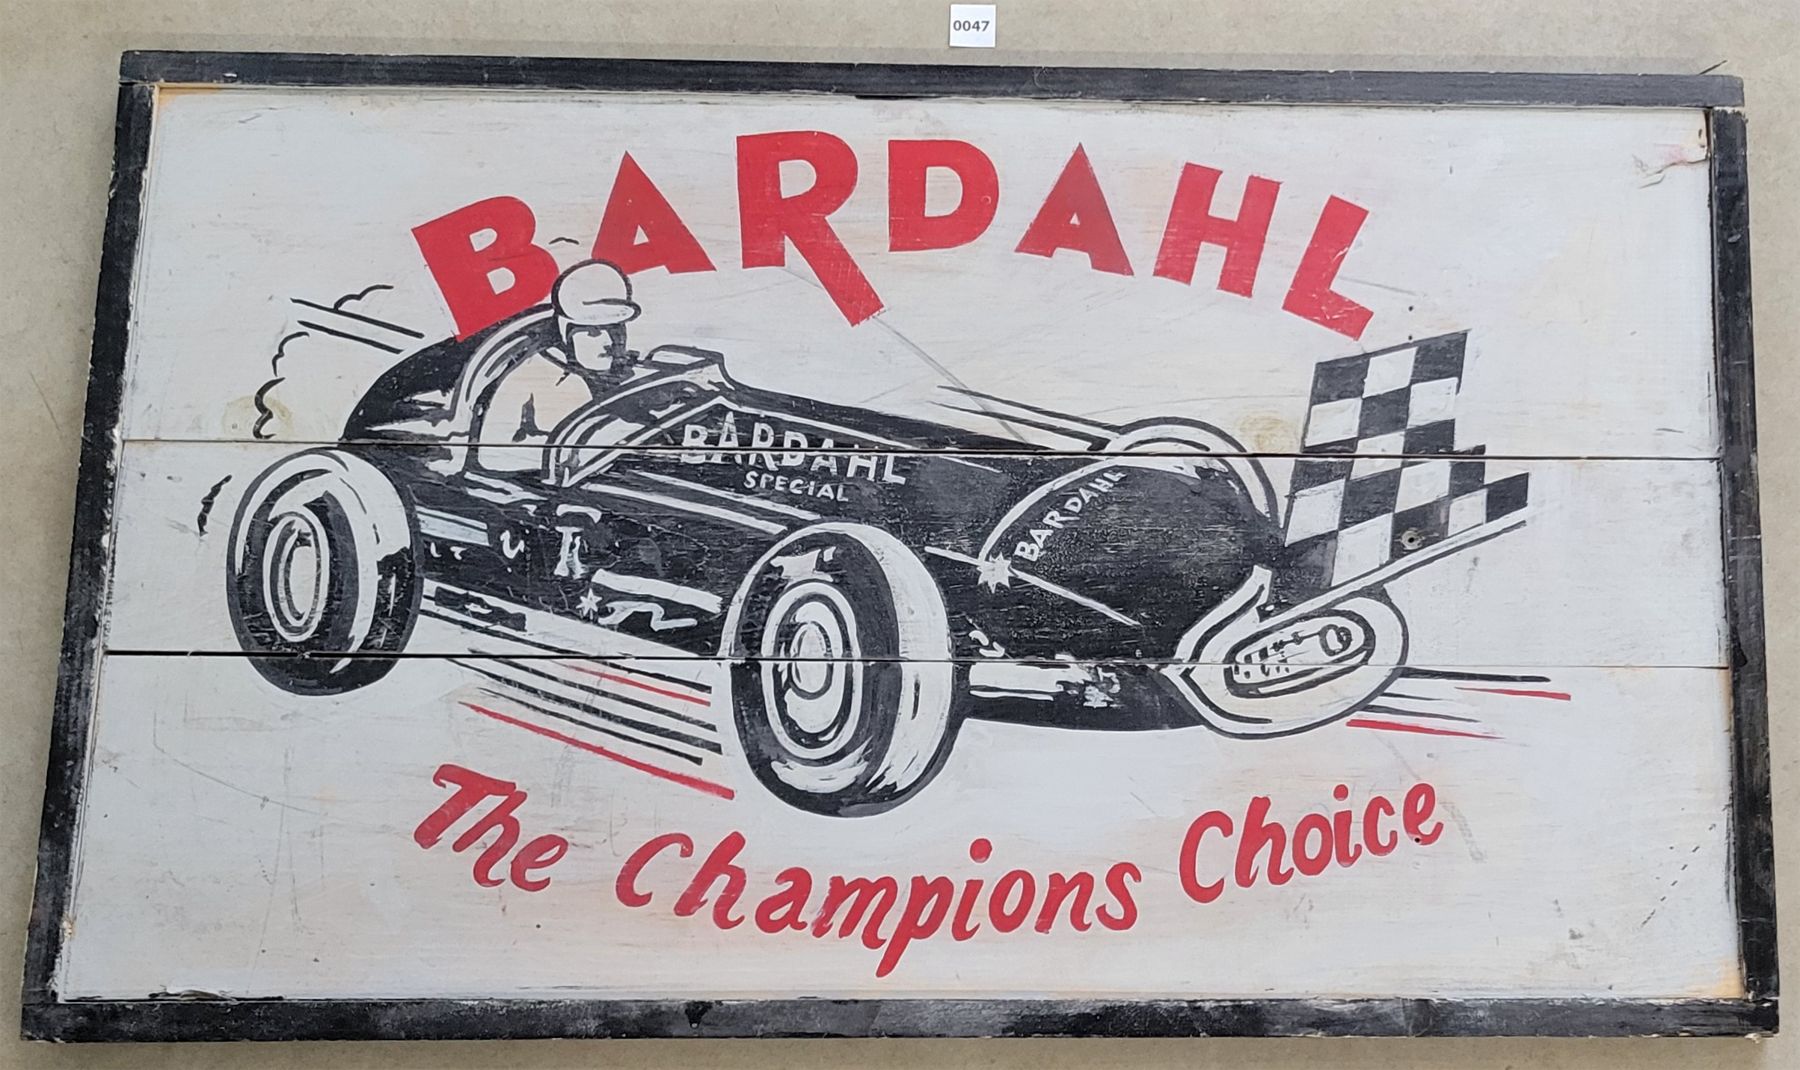 0047
BARDAHL
BARDAHL
SPECIAL
BARDAHL
The Champions Choice